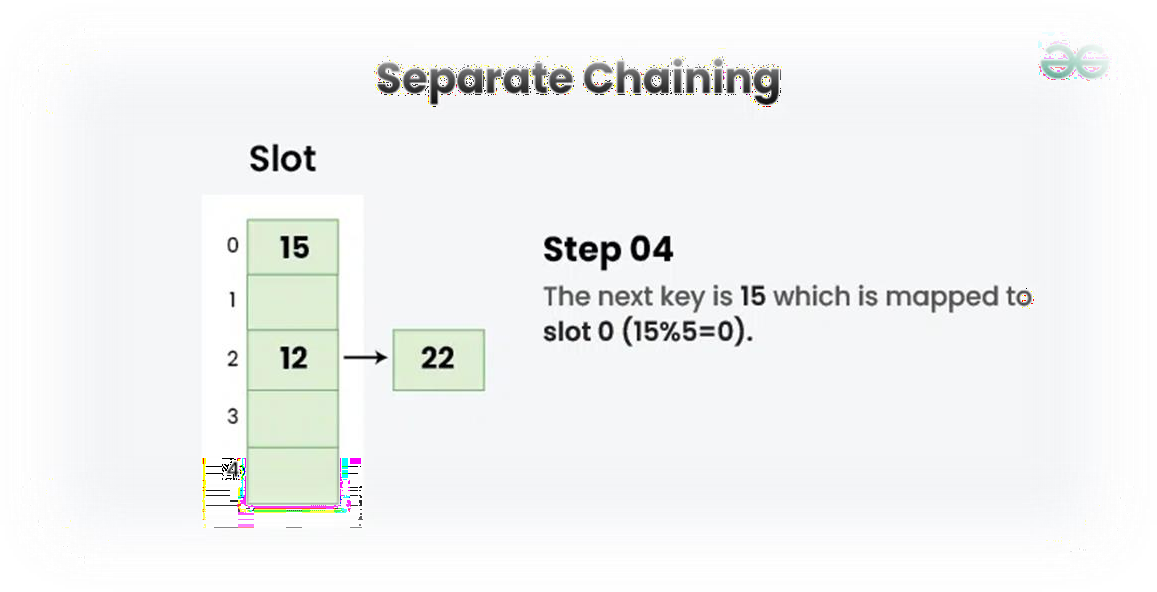 Separate Chaining
Slot
0
15
1
2
12
22
3
4
Step 04
The next key is 15 which is mapped to
slot 0 (15%5=0).